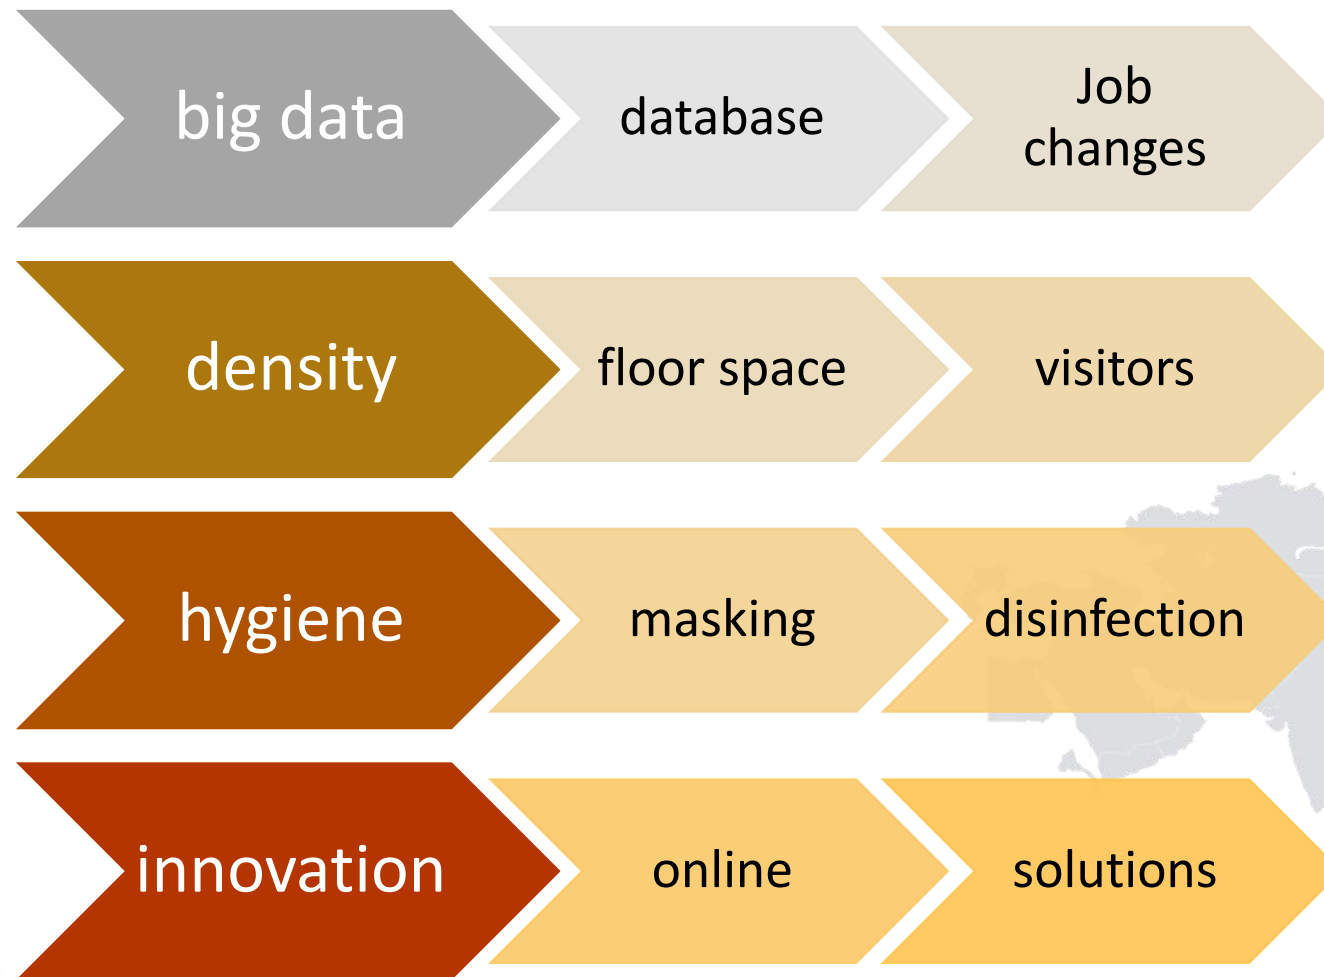 big data
database
Job
changes
density
floor space
visitors
hygiene
masking
disinfection
innovation
online
solutions